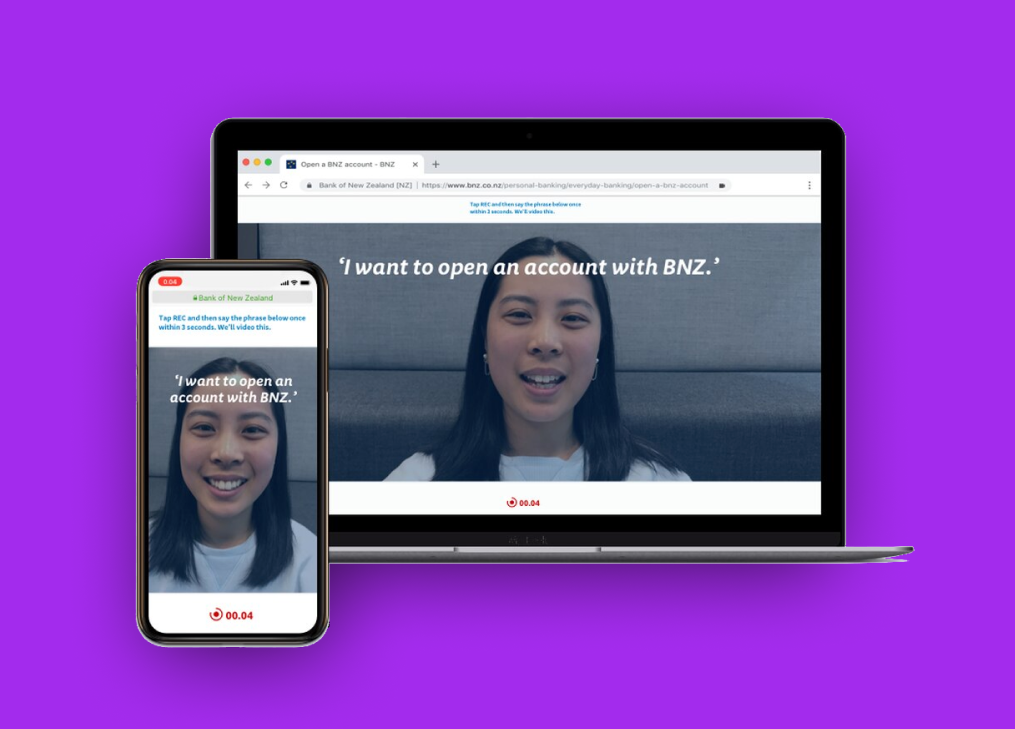 Open a BNZ account - BNZ
Bank of New Zealand [NZ] | https://www.bnz.co.nz/personal-banking/everyday-banking/open-a-bnz-account
Tap REC and then say the phrase below once
within 3 seconds. We'll video this.
‘I want to open an account with BNZ.’
00.04
0.04
Bank of New Zealand
Tap REC and then say the phrase below once
within 3 seconds. We'll video this.
‘I want to open an
account with BNZ.’
00.04